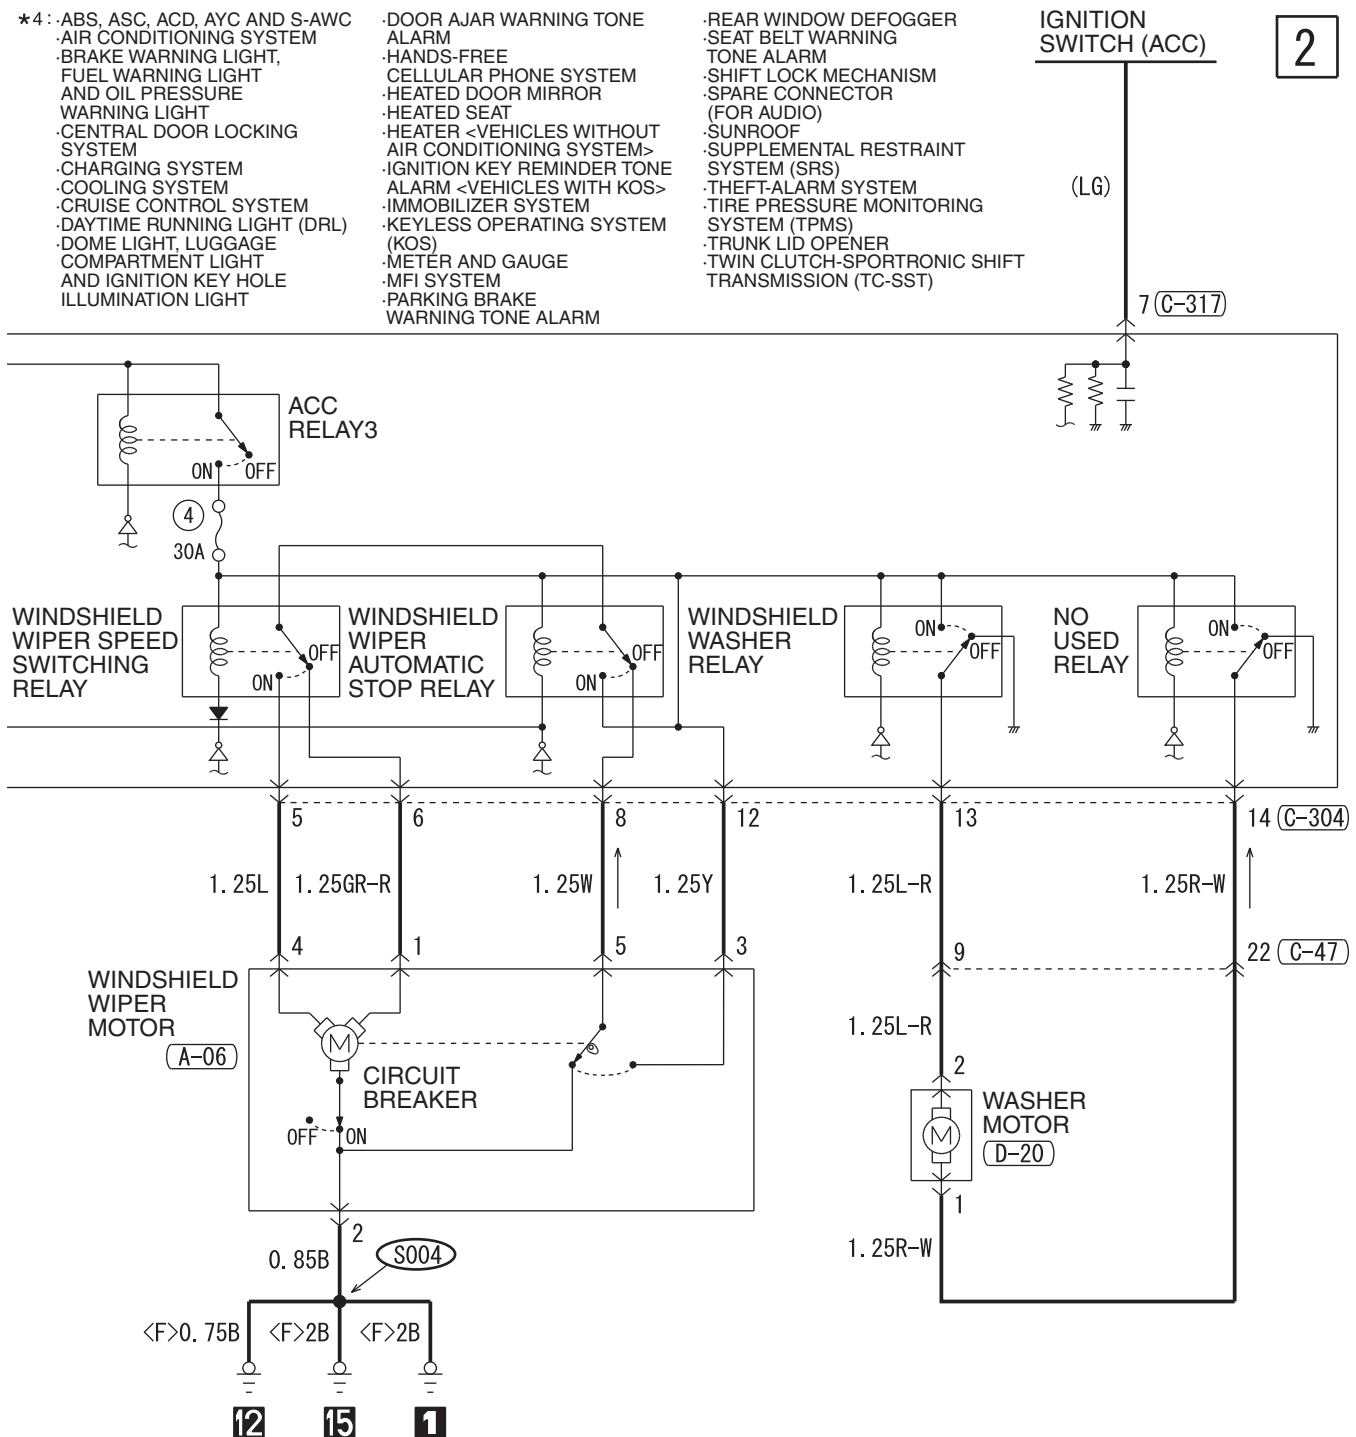 *4: ·ABS, ASC, ACD, AYC AND S-AWC
·AIR CONDITIONING SYSTEM
·BRAKE WARNING LIGHT,
FUEL WARNING LIGHT
AND OIL PRESSURE
WARNING LIGHT
·CENTRAL DOOR LOCKING
SYSTEM
·CHARGING SYSTEM
·COOLING SYSTEM
·CRUISE CONTROL SYSTEM
·DAYTIME RUNNING LIGHT (DRL)
·DOME LIGHT, LUGGAGE
COMPARTMENT LIGHT
AND IGNITION KEY HOLE
ILLUMINATION LIGHT
·DOOR AJAR WARNING TONE
ALARM
·HANDS-FREE
CELLULAR PHONE SYSTEM
·HEATED DOOR MIRROR
·HEATED SEAT
·HEATER <VEHICLES WITHOUT
AIR CONDITIONING SYSTEM>
·IGNITION KEY REMINDER TONE
ALARM <VEHICLES WITH KOS>
·IMMOBILIZER SYSTEM
·KEYLESS OPERATING SYSTEM
(KOS)
·METER AND GAUGE
·MFI SYSTEM
·PARKING BRAKE
WARNING TONE ALARM
·REAR WINDOW DEFOGGER
·SEAT BELT WARNING
TONE ALARM
·SHIFT LOCK MECHANISM
·SPARE CONNECTOR
(FOR AUDIO)
·SUNROOF
·SUPPLEMENTAL RESTRAINT
SYSTEM (SRS)
·THEFT-ALARM SYSTEM
·TIRE PRESSURE MONITORING
SYSTEM (TPMS)
·TRUNK LID OPENER
·TWIN CLUTCH-SPORTRONIC SHIFT
TRANSMISSION (TC-SST)
IGNITION
SWITCH (ACC)
2
(LG)
7 C-317
ACC
RELAY3
ON OFF
4
30A
WINDSHIELD
WIPER SPEED
SWITCHING
RELAY
OFF
ON
WINDSHIELD
WIPER
AUTOMATIC
STOP RELAY
OFF
ON
WINDSHIELD
WASHER
RELAY
ON
OFF
NO
USED
RELAY
ON
OFF
5 6 8 12 13 14 C-304
1.25L 1.25GR-R 1.25W 1.25Y 1.25L-R 1.25R-W
4 1 5 3 9 22 C-47
WINDSHIELD
WIPER
MOTOR
A-06
M
CIRCUIT
BREAKER
OFF ON
1.25L-R
2
WASHER
MOTOR
D-20
M
1
1.25R-W
2
0.85B
S004
<F>0.75B <F>2B <F>2B
12 15 1